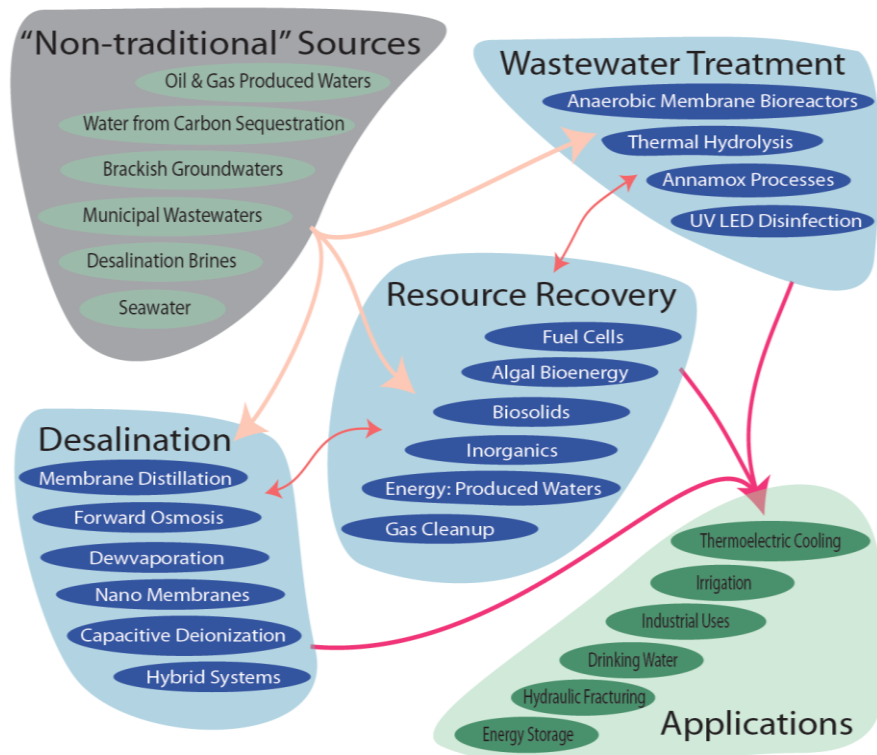 “Non-traditional” Sources
Oil & Gas Produced Waters
Water from Carbon Sequestration
Brackish Groundwaters
Municipal Wastewaters
Desalination Brines
Seawater
Wastewater Treatment
Anaerobic Membrane Bioreactors
Thermal Hydrolysis
Annamox Processes
UV LED Disinfection
Resource Recovery
Fuel Cells
Algal Bioenergy
Biosolids
Inorganics
Energy: Produced Waters
Gas Cleanup
Desalination
Membrane Distillation
Forward Osmosis
Dewvaporation
Nano Membranes
Capacitive Deionization
Hybrid Systems
Thermoelectric Cooling
Irrigation
Industrial Uses
Drinking Water
Hydraulic Fracturing
Energy Storage
Applications